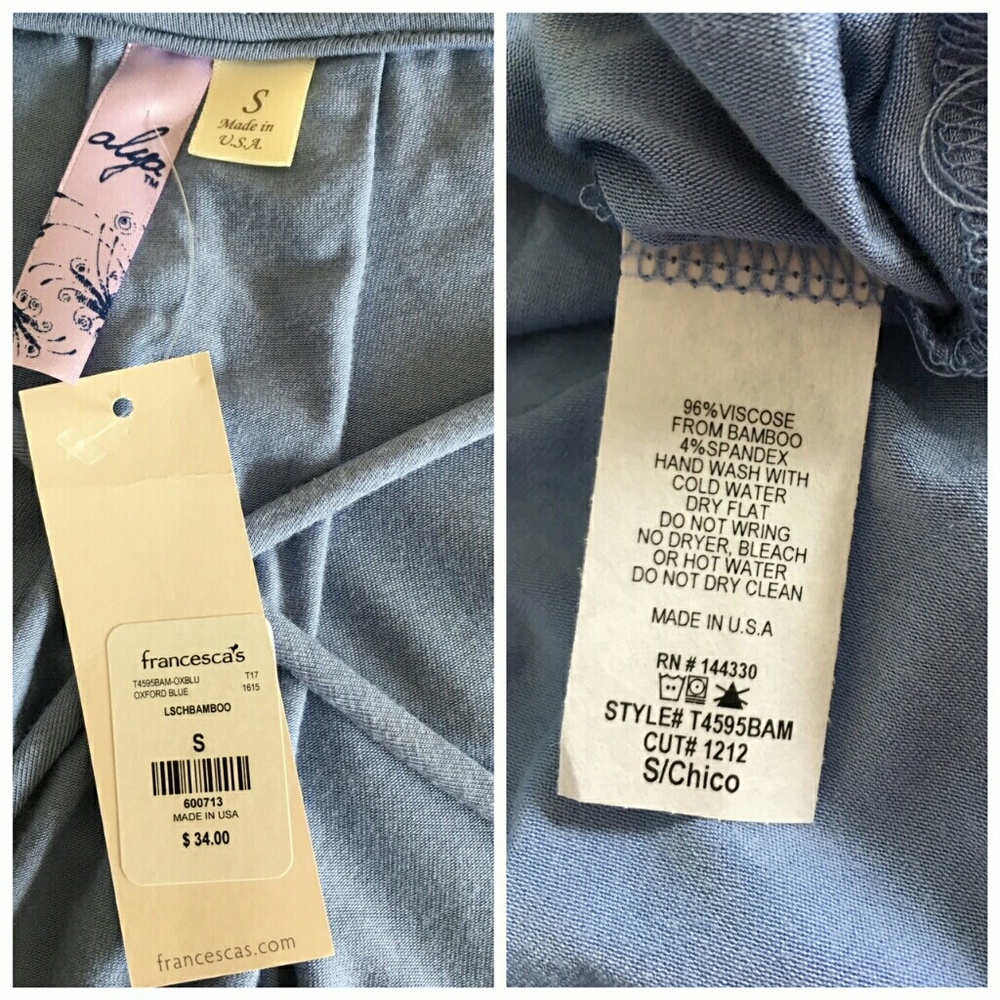 alya™
S
Made in
U.S.A.
francesca's
T4595BAM-OXBLU T17
OXFORD BLUE 1615
LSCHBAMBOO
S
600713
MADE IN USA
$ 34.00
francescas.com
96%VISCOSE
FROM BAMBOO
4%SPANDEX
HAND WASH WITH
COLD WATER
DRY FLAT
DO NOT WRING
NO DRYER, BLEACH
OR HOT WATER
DO NOT DRY CLEAN
MADE IN U.S.A
RN # 144330
STYLE# T4595BAM
CUT# 1212
S/Chico